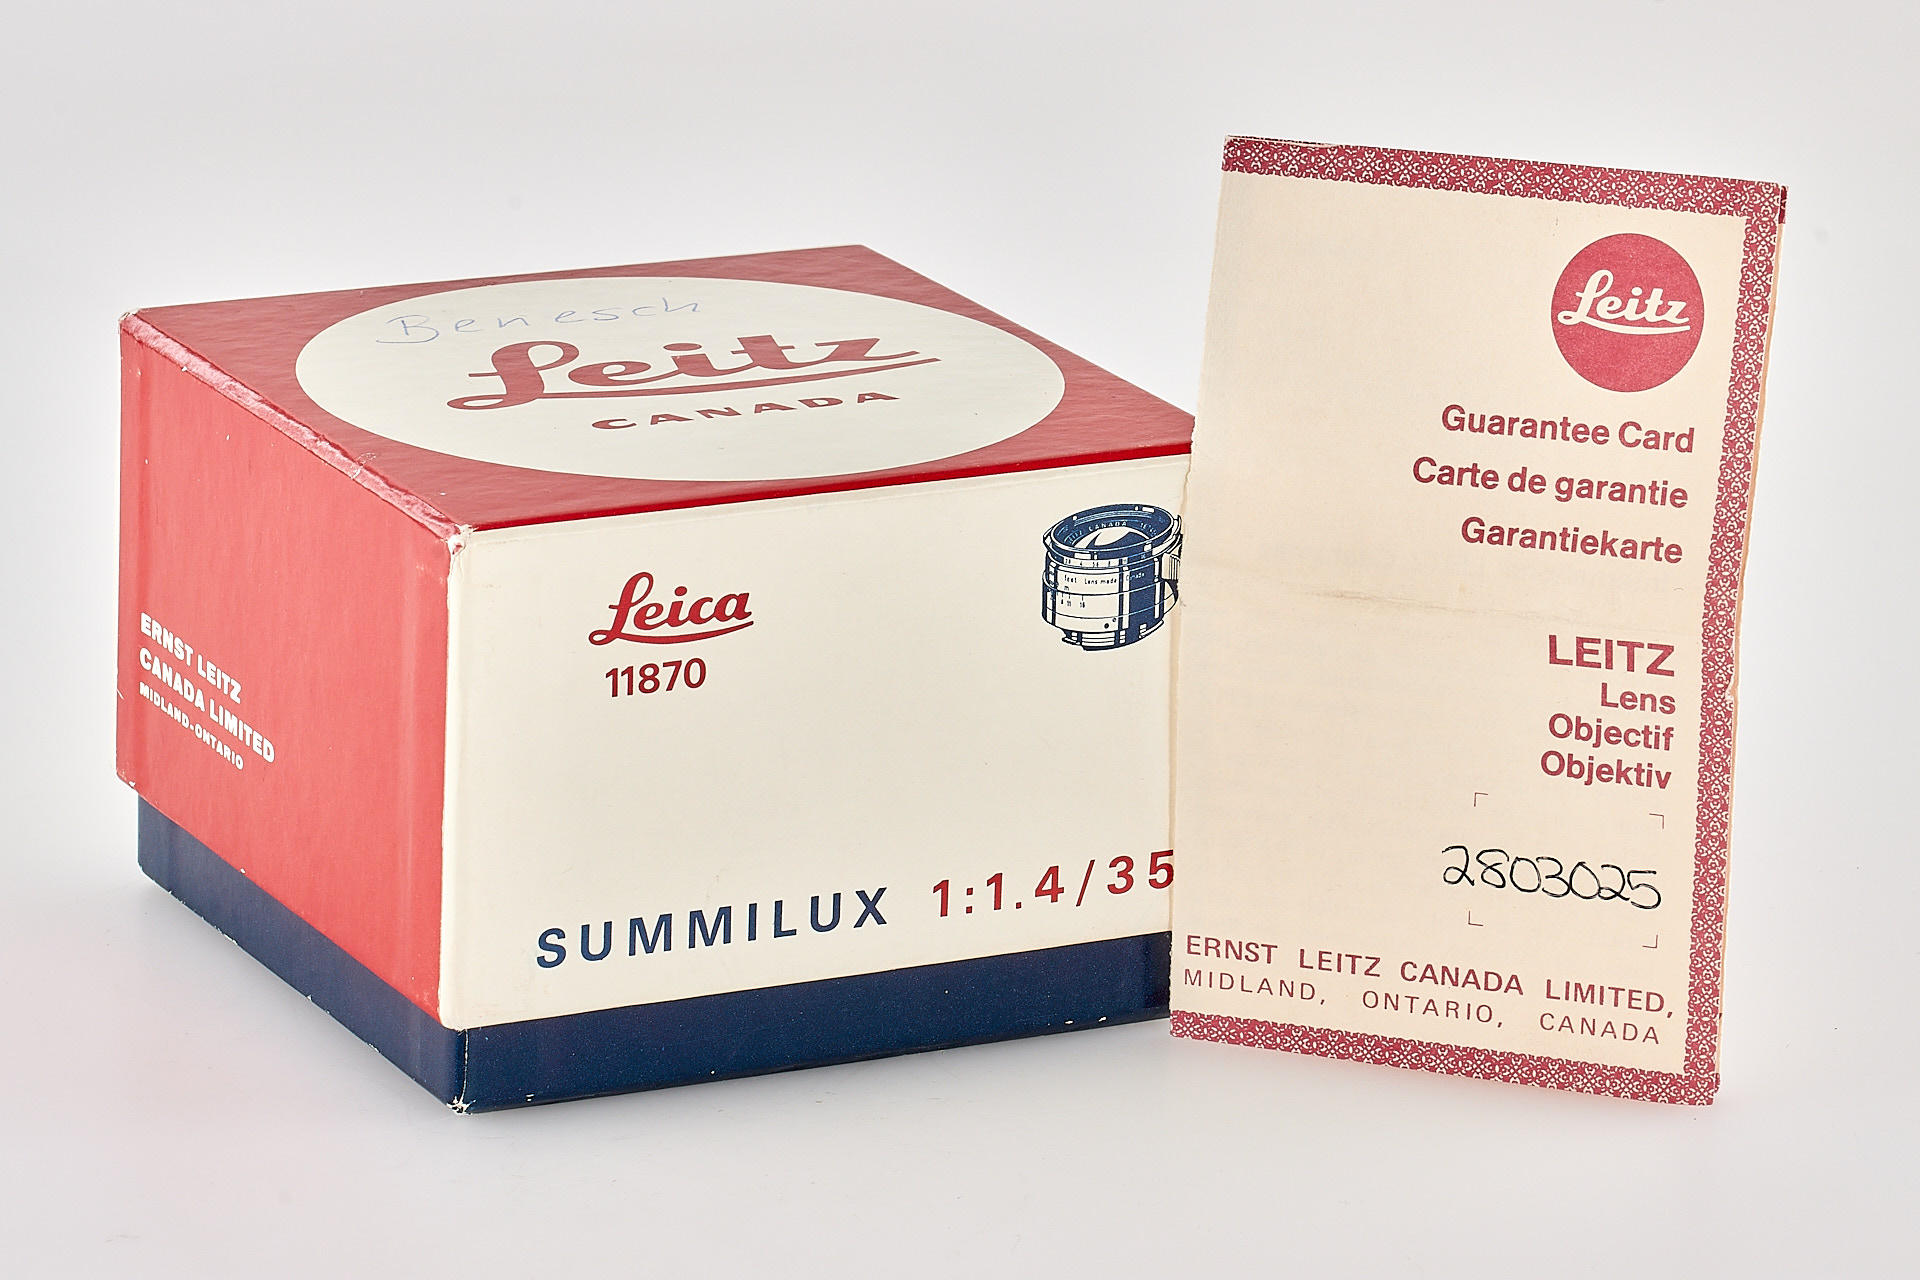 Benesch
Leitz
CANADA
ERNST LEITZ
CANADA LIMITED
MIDLAND-ONTARIO
Leica
11870
SUMMILUX 1:1.4/35
Leitz
Guarantee Card
Carte de garantie
Garantiekarte
LEITZ
Lens
Objectif
Objektiv
2803025
ERNST LEITZ CANADA LIMITED,
MIDLAND, ONTARIO, CANADA